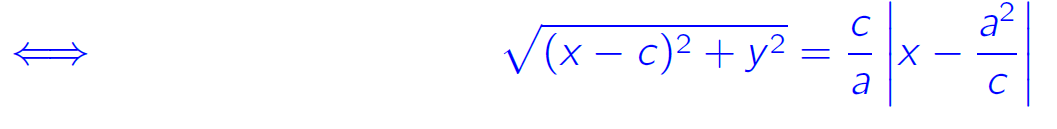 ⟺ √((x − c)² + y²) = c/a |x − a²/c|